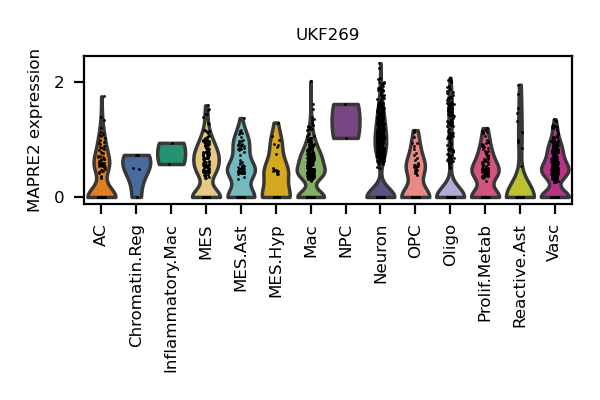 UKF269
MAPRE2 expression
2
0
AC
Chromatin.Reg
Inflammatory.Mac
MES
MES.Ast
MES.Hyp
Mac
NPC
Neuron
OPC
Oligo
Prolif.Metab
Reactive.Ast
Vasc